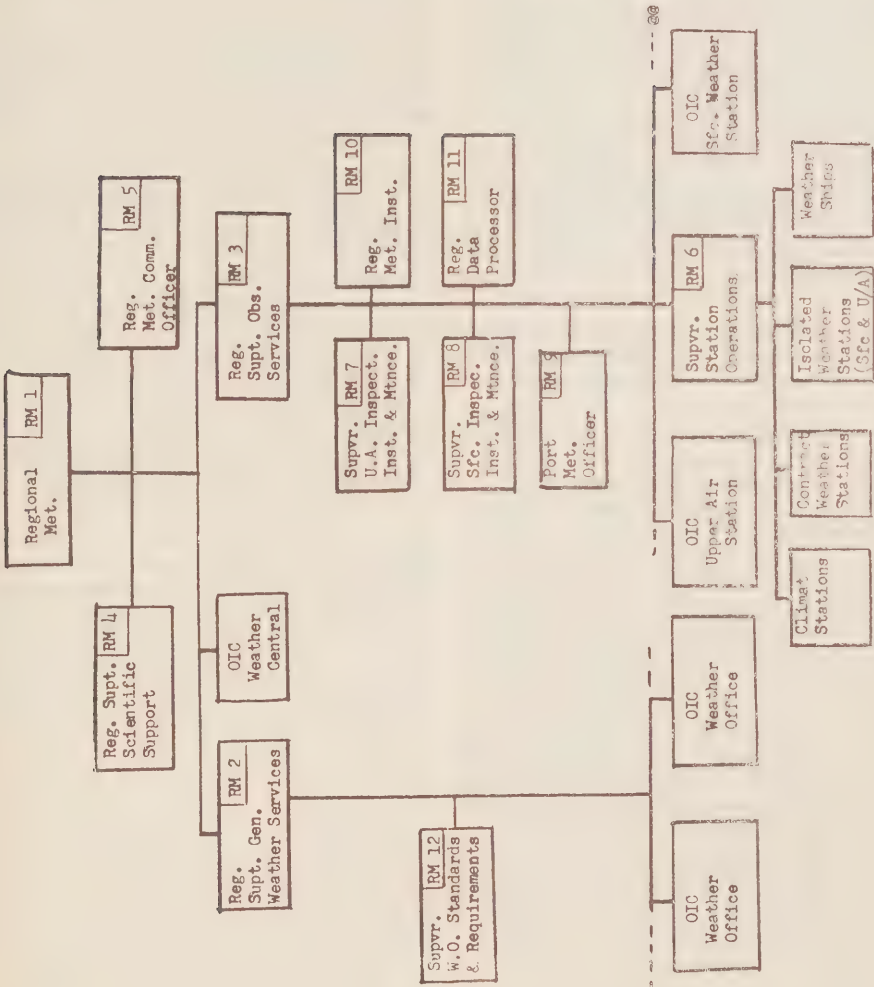 Regional
Met.
RM 1
Reg. Supt.
Scientific
Support
RM 4
Reg.
Met. Comm.
Officer
RM 5
Reg.
Supt. Gen.
Weather Services
RM 2
OIC
Weather
Central
Reg.
Supt. Obs.
Services
RM 3
Supvr.
U.A. Inspect.
Inst. & Mtnce.
RM 7
Reg.
Met. Inst.
RM 10
Supvr.
W.O. Standards
& Requirements
RM 12
Supvr.
Sfc. Inspec.
Inst. & Mtnce.
RM 8
Reg.
Data
Processor
RM 11
Port
Met.
Officer
RM 9
@@
OIC
Weather
Office
OIC
Weather
Office
OIC
Upper Air
Station
Supvr.
Station
Operations.
RM 6
OIC
Sfc. Weather
Station
Climat
Stations
Contract
Weather
Stations
Isolated
Weather
Stations
(Sfc & U/A)
Weather
Ships